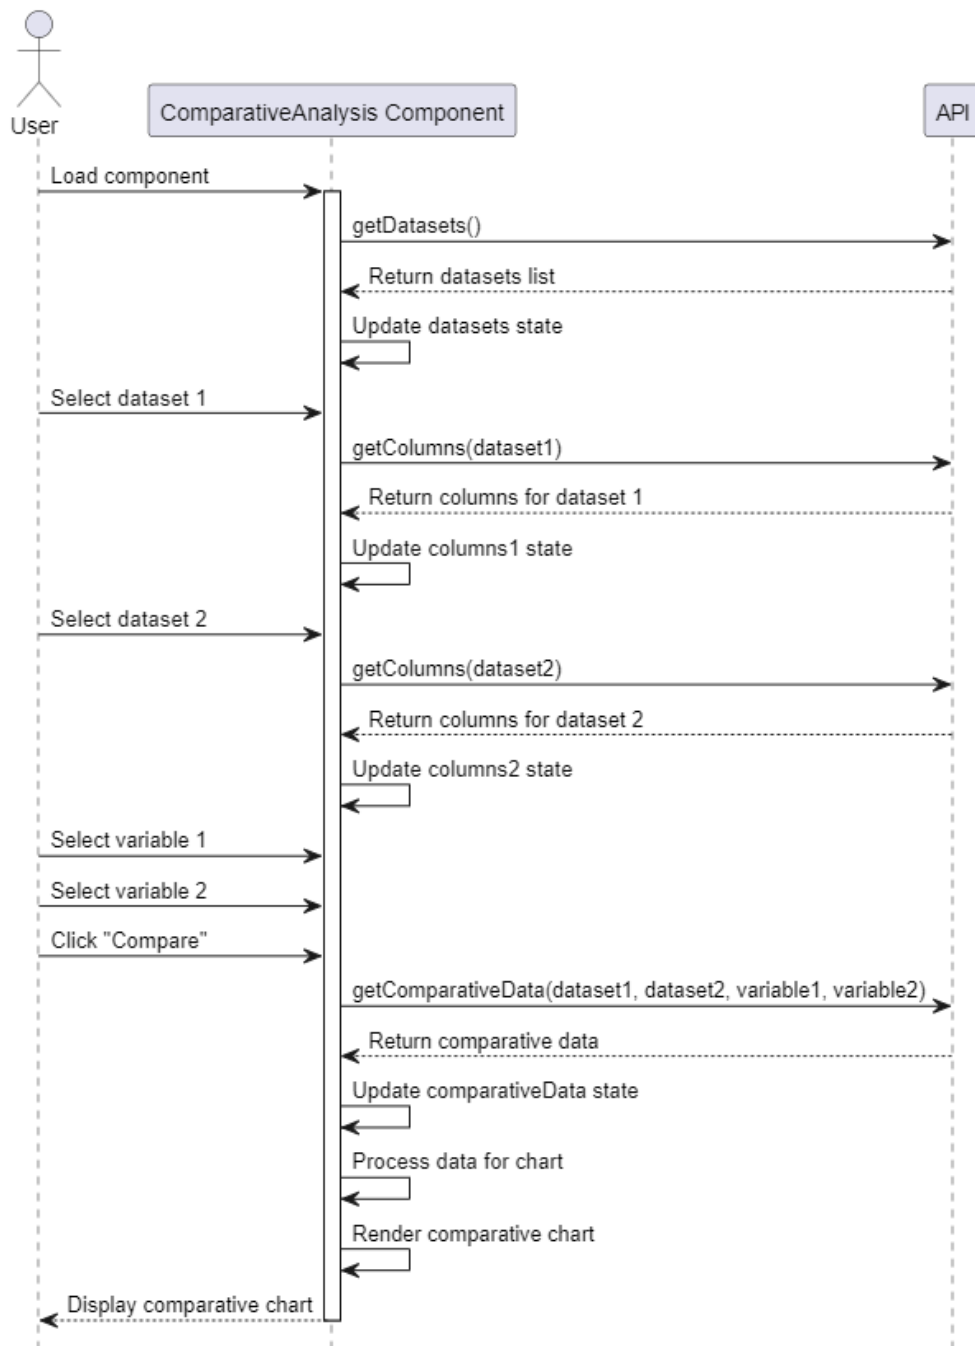 User
ComparativeAnalysis Component
API
Load component
getDatasets()
Return datasets list
Update datasets state
Select dataset 1
getColumns(dataset1)
Return columns for dataset 1
Update columns1 state
Select dataset 2
getColumns(dataset2)
Return columns for dataset 2
Update columns2 state
Select variable 1
Select variable 2
Click "Compare"
getComparativeData(dataset1, dataset2, variable1, variable2)
Return comparative data
Update comparativeData state
Process data for chart
Render comparative chart
Display comparative chart